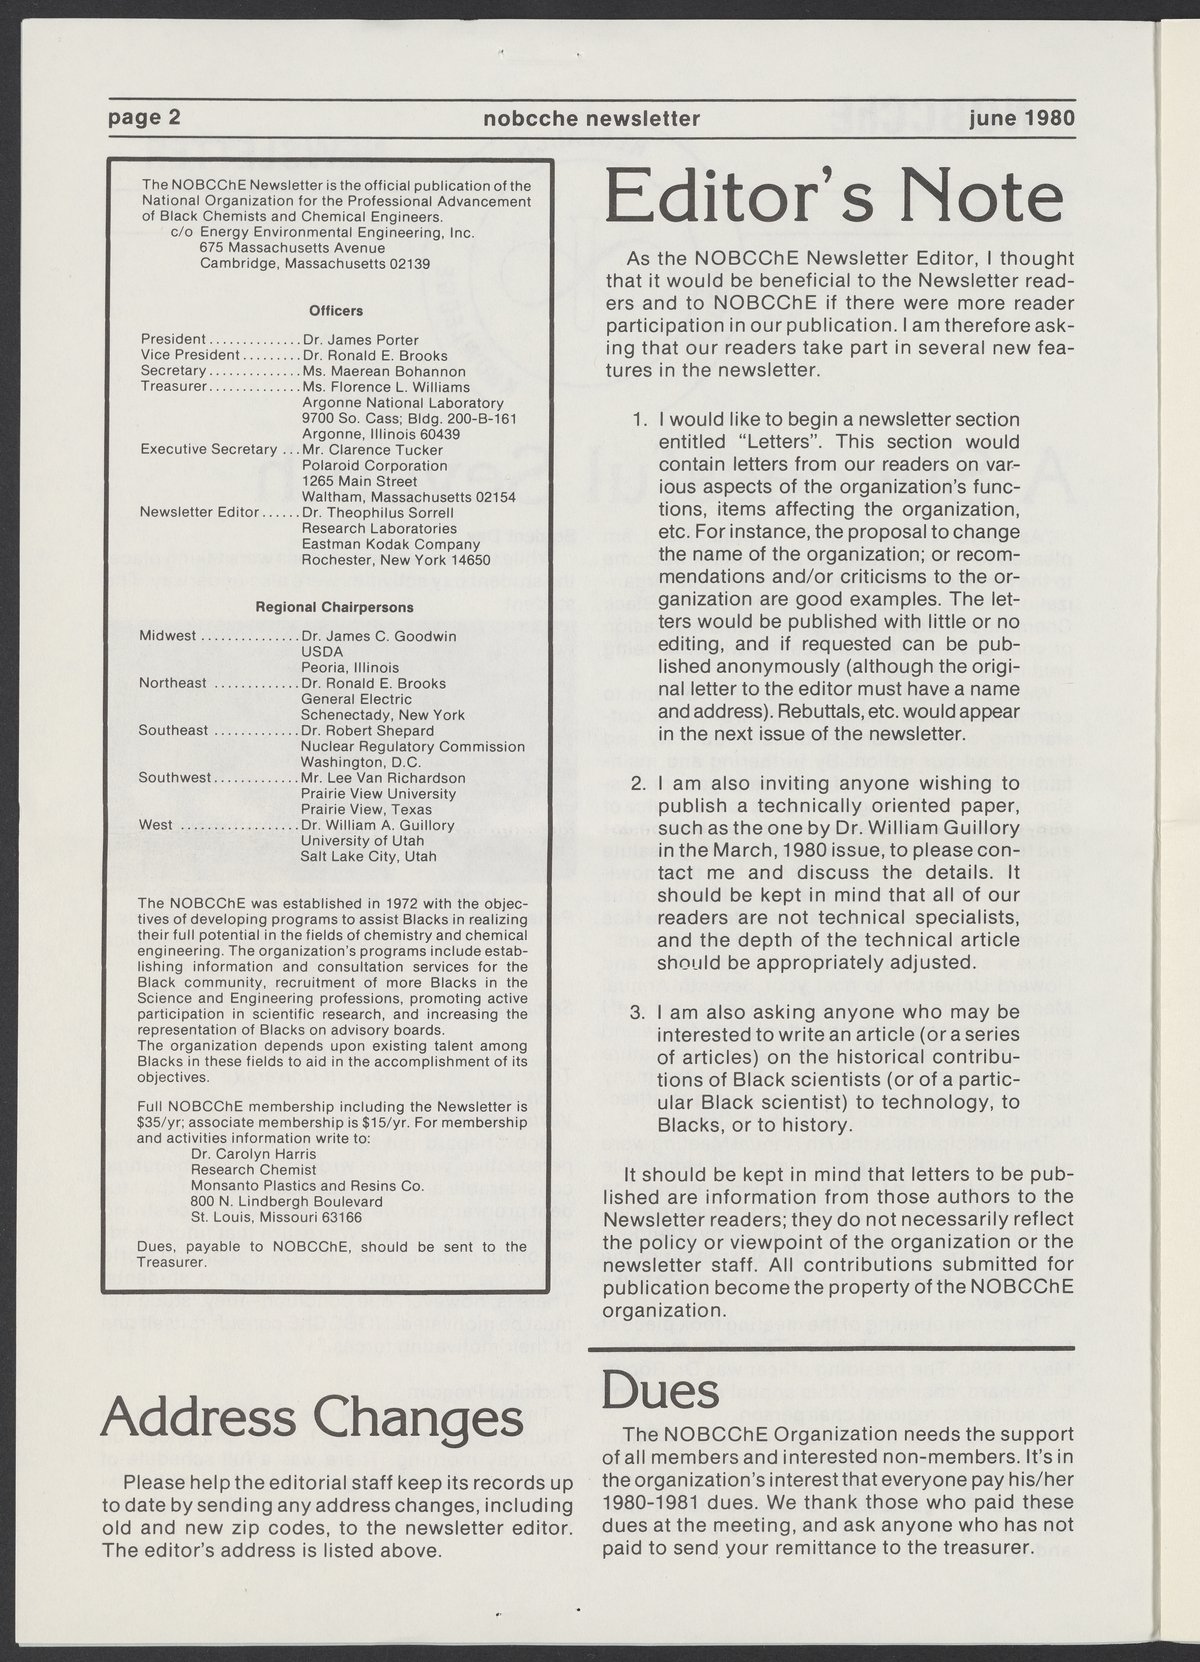 page 2
nobcche newsletter
june 1980
The NOBCChE Newsletter is the official publication of the
National Organization for the Professional Advancement
of Black Chemists and Chemical Engineers.
c/o Energy Environmental Engineering, Inc.
675 Massachusetts Avenue
Cambridge, Massachusetts 02139
Officers
President.............. Dr. James Porter
Vice President......... Dr. Ronald E. Brooks
Secretary.............. Ms. Maerean Bohannon
Treasurer.............. Ms. Florence L. Williams
Argonne National Laboratory
9700 So. Cass; Bldg. 200-B-161
Argonne, Illinois 60439
Executive Secretary ... Mr. Clarence Tucker
Polaroid Corporation
1265 Main Street
Waltham, Massachusetts 02154
Newsletter Editor...... Dr. Theophilus Sorrell
Research Laboratories
Eastman Kodak Company
Rochester, New York 14650
Regional Chairpersons
Midwest ............... Dr. James C. Goodwin
USDA
Peoria, Illinois
Northeast ............. Dr. Ronald E. Brooks
General Electric
Schenectady, New York
Southeast ............. Dr. Robert Shepard
Nuclear Regulatory Commission
Washington, D.C.
Southwest............. Mr. Lee Van Richardson
Prairie View University
Prairie View, Texas
West .................. Dr. William A. Guillory
University of Utah
Salt Lake City, Utah
The NOBCChE was established in 1972 with the objec-
tives of developing programs to assist Blacks in realizing
their full potential in the fields of chemistry and chemical
engineering. The organization's programs include estab-
lishing information and consultation services for the
Black community, recruitment of more Blacks in the
Science and Engineering professions, promoting active
participation in scientific research, and increasing the
representation of Blacks on advisory boards.
The organization depends upon existing talent among
Blacks in these fields to aid in the accomplishment of its
objectives.
Full NOBCChE membership including the Newsletter is
$35/yr; associate membership is $15/yr. For membership
and activities information write to:
Dr. Carolyn Harris
Research Chemist
Monsanto Plastics and Resins Co.
800 N. Lindbergh Boulevard
St. Louis, Missouri 63166
Dues, payable to NOBCChE, should be sent to the
Treasurer.
Address Changes
Please help the editorial staff keep its records up
to date by sending any address changes, including
old and new zip codes, to the newsletter editor.
The editor's address is listed above.
Editor's Note
As the NOBCChE Newsletter Editor, I thought
that it would be beneficial to the Newsletter read-
ers and to NOBCChE if there were more reader
participation in our publication. I am therefore ask-
ing that our readers take part in several new fea-
tures in the newsletter.
1. I would like to begin a newsletter section
entitled "Letters". This section would
contain letters from our readers on var-
ious aspects of the organization's func-
tions, items affecting the organization,
etc. For instance, the proposal to change
the name of the organization; or recom-
mendations and/or criticisms to the or-
ganization are good examples. The let-
ters would be published with little or no
editing, and if requested can be pub-
lished anonymously (although the origi-
nal letter to the editor must have a name
and address). Rebuttals, etc. would appear
in the next issue of the newsletter.
2. I am also inviting anyone wishing to
publish a technically oriented paper,
such as the one by Dr. William Guillory
in the March, 1980 issue, to please con-
tact me and discuss the details. It
should be kept in mind that all of our
readers are not technical specialists,
and the depth of the technical article
should be appropriately adjusted.
3. I am also asking anyone who may be
interested to write an article (or a series
of articles) on the historical contribu-
tions of Black scientists (or of a partic-
ular Black scientist) to technology, to
Blacks, or to history.
It should be kept in mind that letters to be pub-
lished are information from those authors to the
Newsletter readers; they do not necessarily reflect
the policy or viewpoint of the organization or the
newsletter staff. All contributions submitted for
publication become the property of the NOBCChE
organization.
Dues
The NOBCChE Organization needs the support
of all members and interested non-members. It's in
the organization's interest that everyone pay his/her
1980-1981 dues. We thank those who paid these
dues at the meeting, and ask anyone who has not
paid to send your remittance to the treasurer.